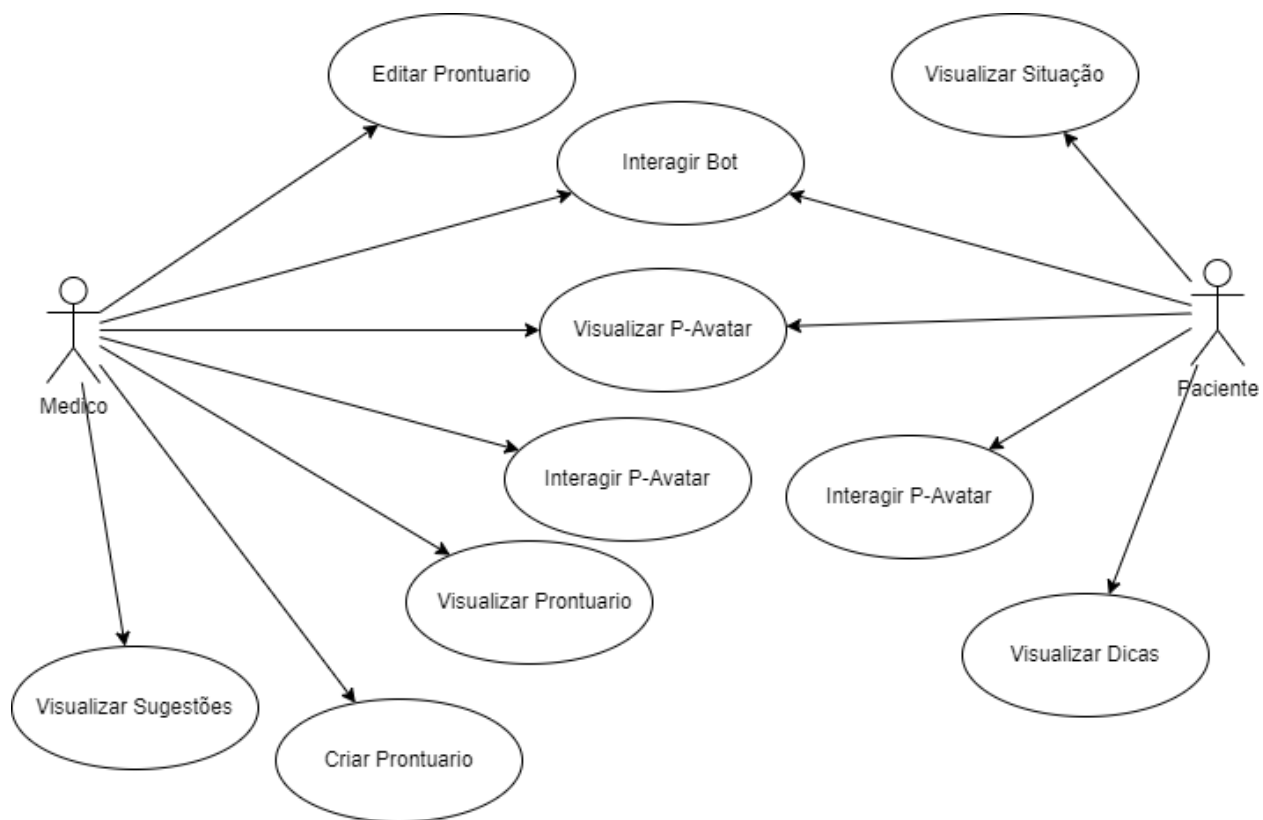 Editar Prontuario
Visualizar Situação
Interagir Bot
Visualizar P-Avatar
Medico
Paciente
Interagir P-Avatar
Interagir P-Avatar
Visualizar Prontuario
Visualizar Dicas
Visualizar Sugestões
Criar Prontuario